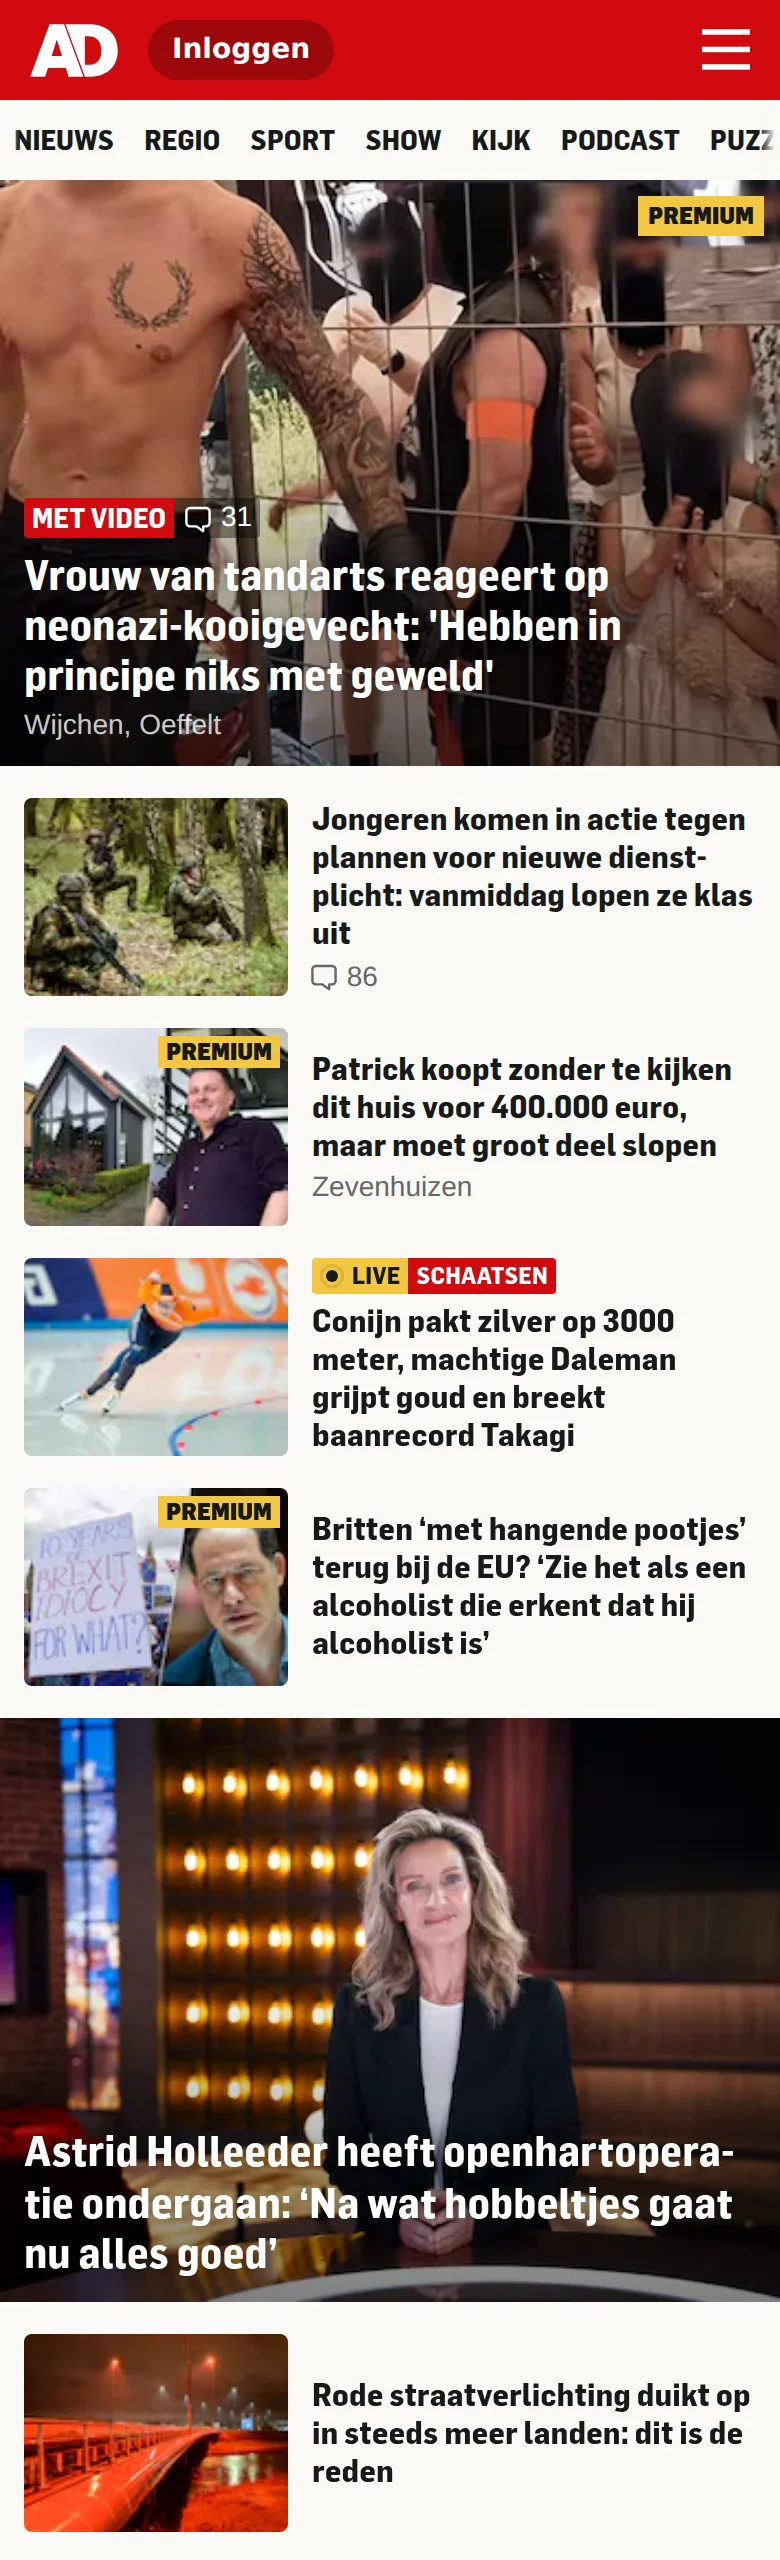 AD
Inloggen
NIEUWS REGIO SPORT SHOW KIJK PODCAST PUZZ
PREMIUM
MET VIDEO 31
Vrouw van tandarts reageert op
neonazi-kooigevecht: 'Hebben in
principe niks met geweld'
Wijchen, Oeffelt
Jongeren komen in actie tegen
plannen voor nieuwe dienst-
plicht: vanmiddag lopen ze klas
uit
86
PREMIUM
Patrick koopt zonder te kijken
dit huis voor 400.000 euro,
maar moet groot deel slopen
Zevenhuizen
LIVE SCHAATSEN
Conijn pakt zilver op 3000
meter, machtige Daleman
grijpt goud en breekt
baanrecord Takagi
PREMIUM
10 YEARS
OF
BREXIT
IDIOCY
FOR WHAT?
Britten ‘met hangende pootjes’
terug bij de EU? ‘Zie het als een
alcoholist die erkent dat hij
alcoholist is’
Astrid Holleeder heeft openhartopera-
tie ondergaan: ‘Na wat hobbeltjes gaat
nu alles goed’
Rode straatverlichting duikt op
in steeds meer landen: dit is de
reden